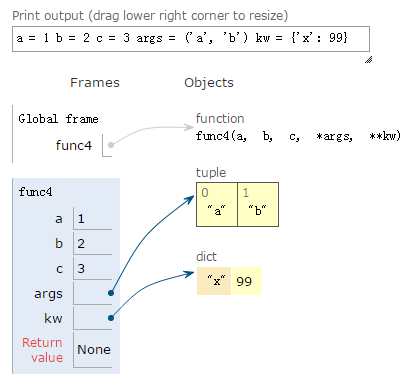 Print output (drag lower right corner to resize)
a = 1 b = 2 c = 3 args = ('a', 'b') kw = {'x': 99}
Frames Objects
Global frame
func4
function
func4(a, b, c, *args, **kw)
func4
a 1
b 2
c 3
args
kw
Return
value None
tuple
0 1
"a" "b"
dict
"x" 99